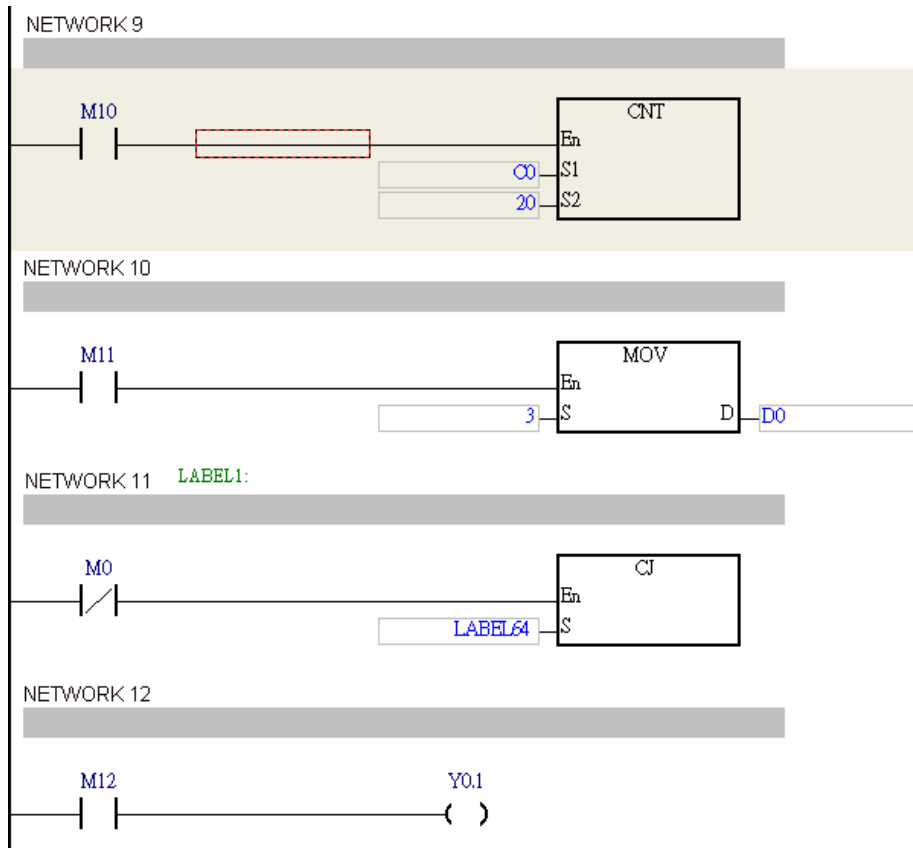 NETWORK 9
M10
CNT
En
C0 S1
20 S2
NETWORK 10
M11
MOV
En
3 S D D0
NETWORK 11 LABEL1:
M0
CJ
En
LABEL64 S
NETWORK 12
M12 Y0.1